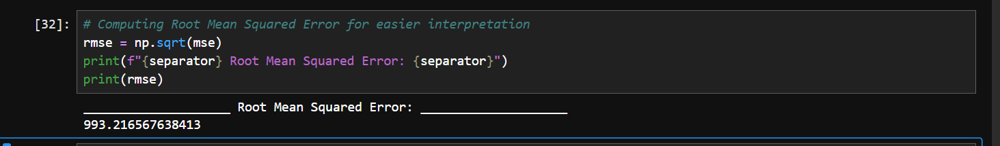 [32]: # Computing Root Mean Squared Error for easier interpretation
rmse = np.sqrt(mse)
print(f"{separator} Root Mean Squared Error: {separator}")
print(rmse)
____________________ Root Mean Squared Error: ____________________
993.216567638413